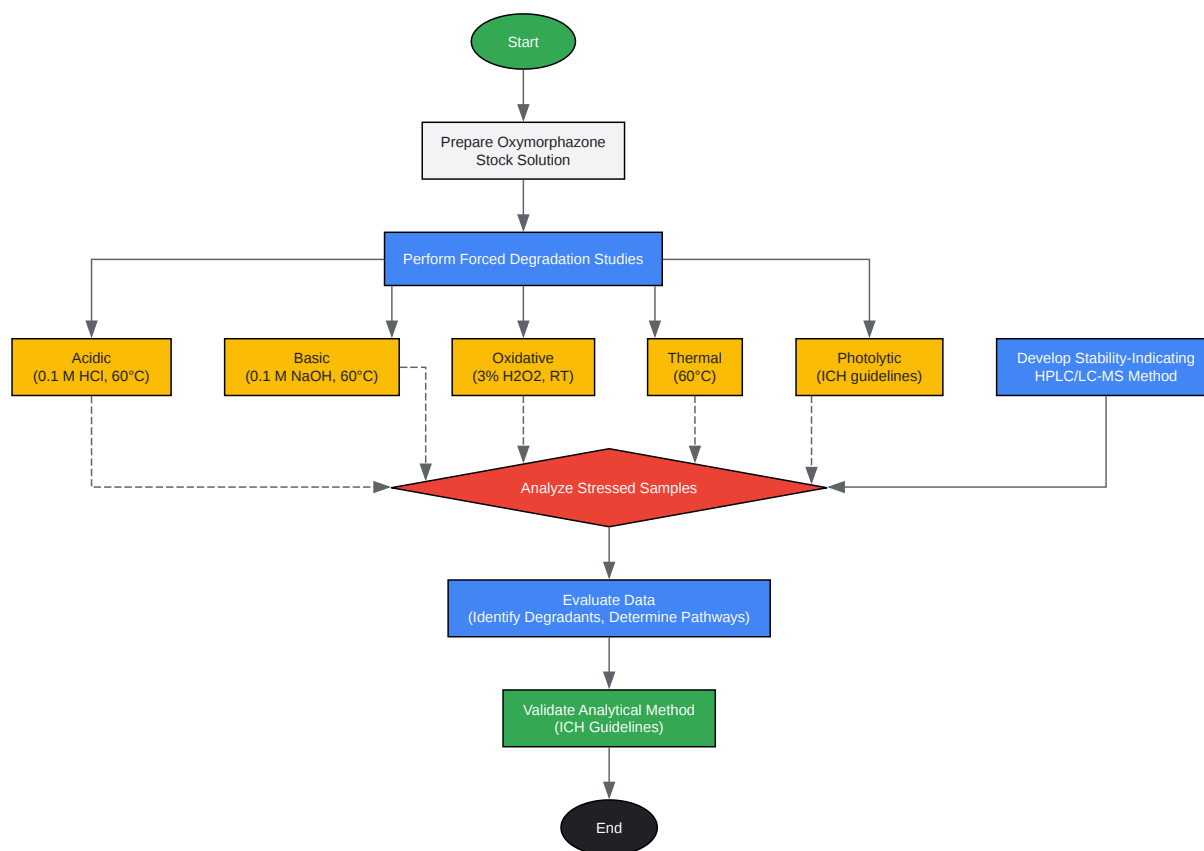 Start
Prepare Oxymorphazone
Stock Solution
Perform Forced Degradation Studies
Acidic
(0.1 M HCl, 60°C)
Basic
(0.1 M NaOH, 60°C)
Oxidative
(3% H2O2, RT)
Thermal
(60°C)
Photolytic
(ICH guidelines)
Develop Stability-Indicating
HPLC/LC-MS Method
Analyze Stressed Samples
Evaluate Data
(Identify Degradants, Determine Pathways)
Validate Analytical Method
(ICH Guidelines)
End